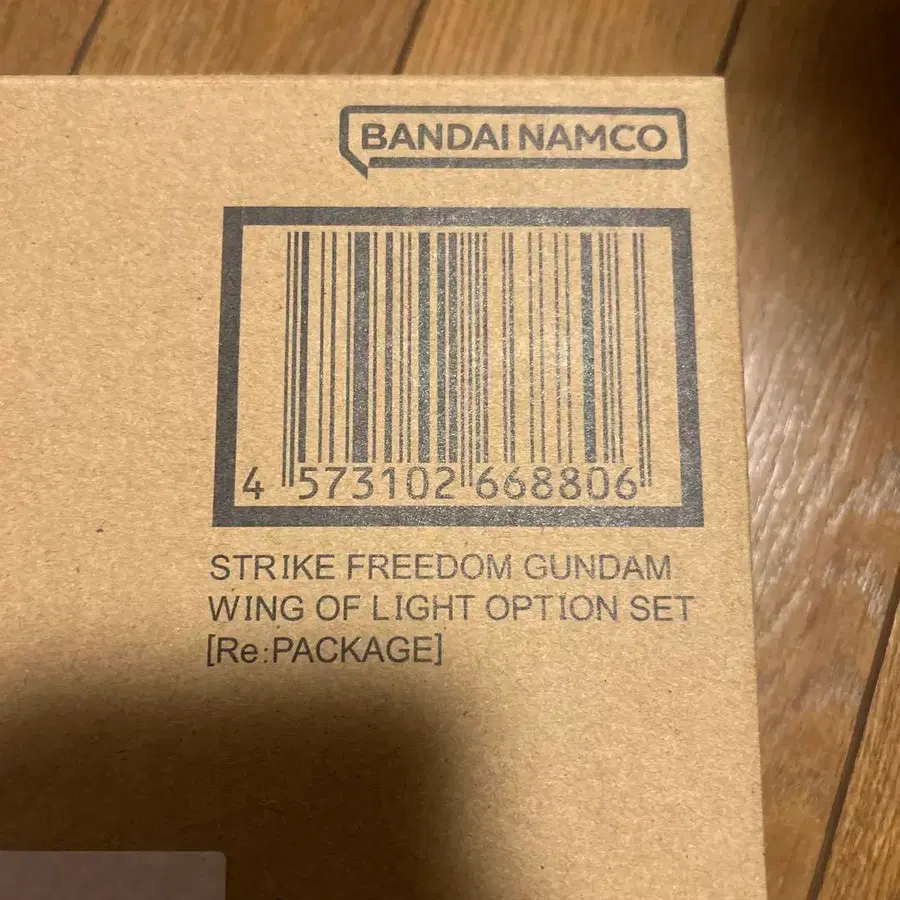 BANDAI NAMCO
4 573102 668806
STRIKE FREEDOM GUNDAM
WING OF LIGHT OPTION SET
[Re:PACKAGE]